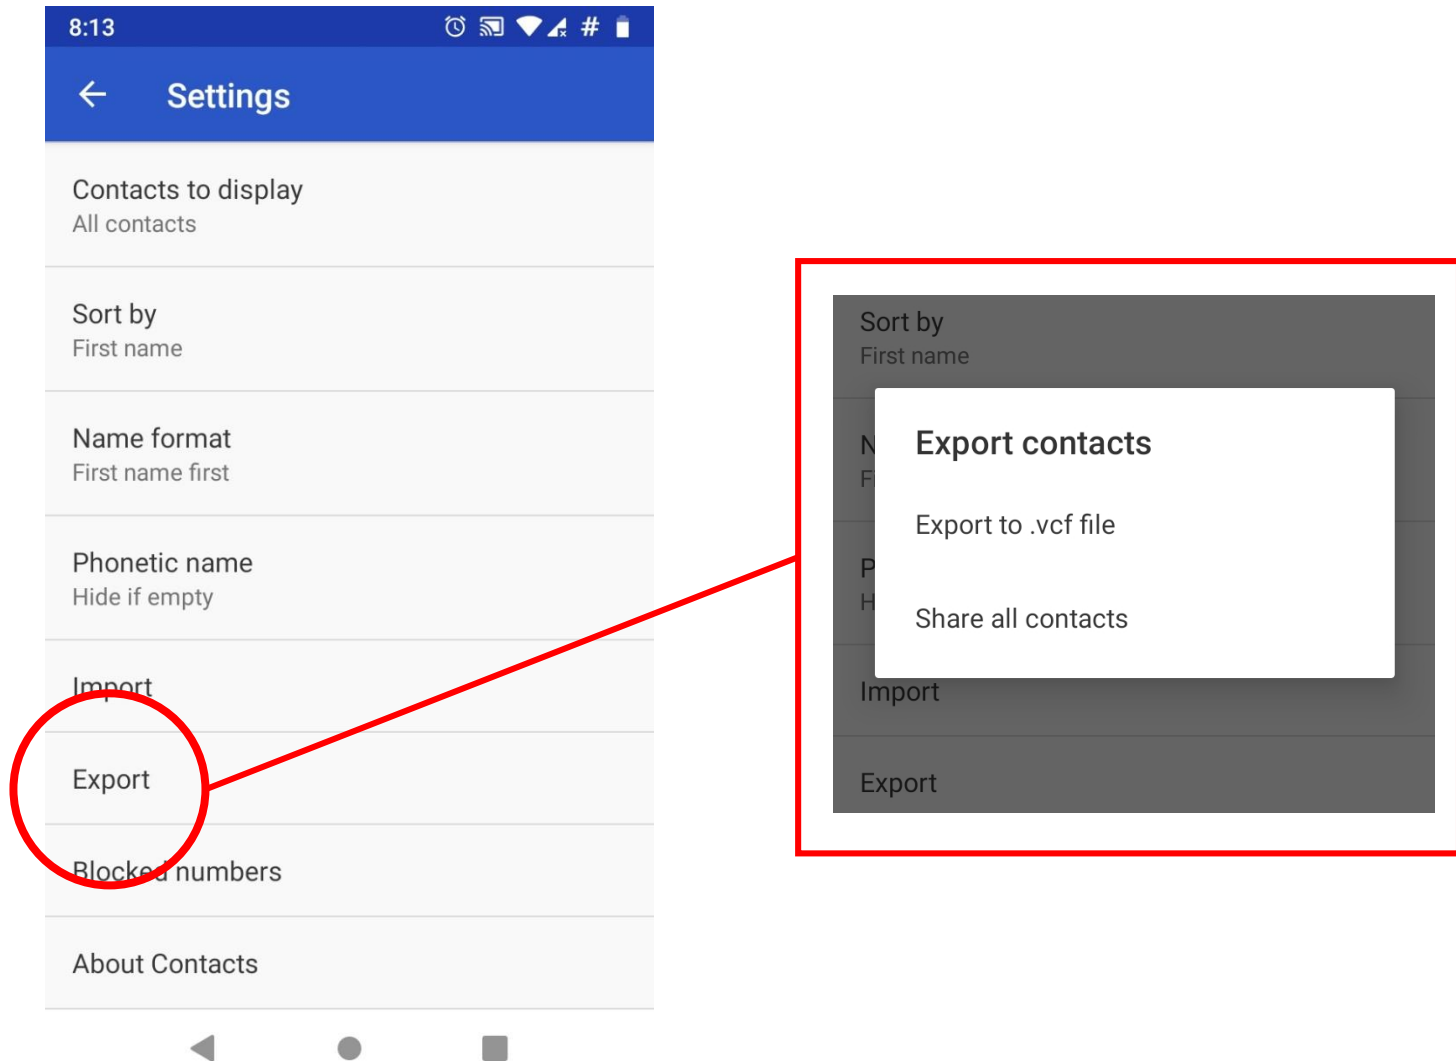 8:13
#
Settings
Contacts to display
All contacts
Sort by
First name
Name format
First name first
Phonetic name
Hide if empty
Import
Export
Blocked numbers
About Contacts
Sort by
First name
N
Fi
P
H
Export contacts
Export to .vcf file
Share all contacts
Import
Export